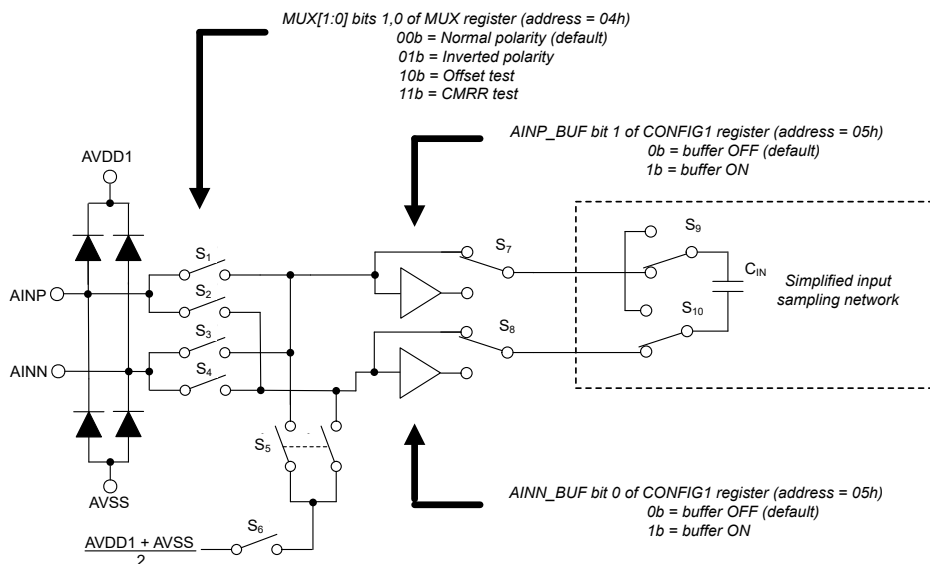 MUX[1:0] bits 1,0 of MUX register (address = 04h)
00b = Normal polarity (default)
01b = Inverted polarity
10b = Offset test
11b = CMRR test
AINP_BUF bit 1 of CONFIG1 register (address = 05h)
0b = buffer OFF (default)
1b = buffer ON
AVDD1
S1
S2
S3
S4
AINP
AINN
S7
S8
S9
S10
CIN
Simplified input
sampling network
S5
AVSS
S6
AVDD1 + AVSS
2
AINN_BUF bit 0 of CONFIG1 register (address = 05h)
0b = buffer OFF (default)
1b = buffer ON